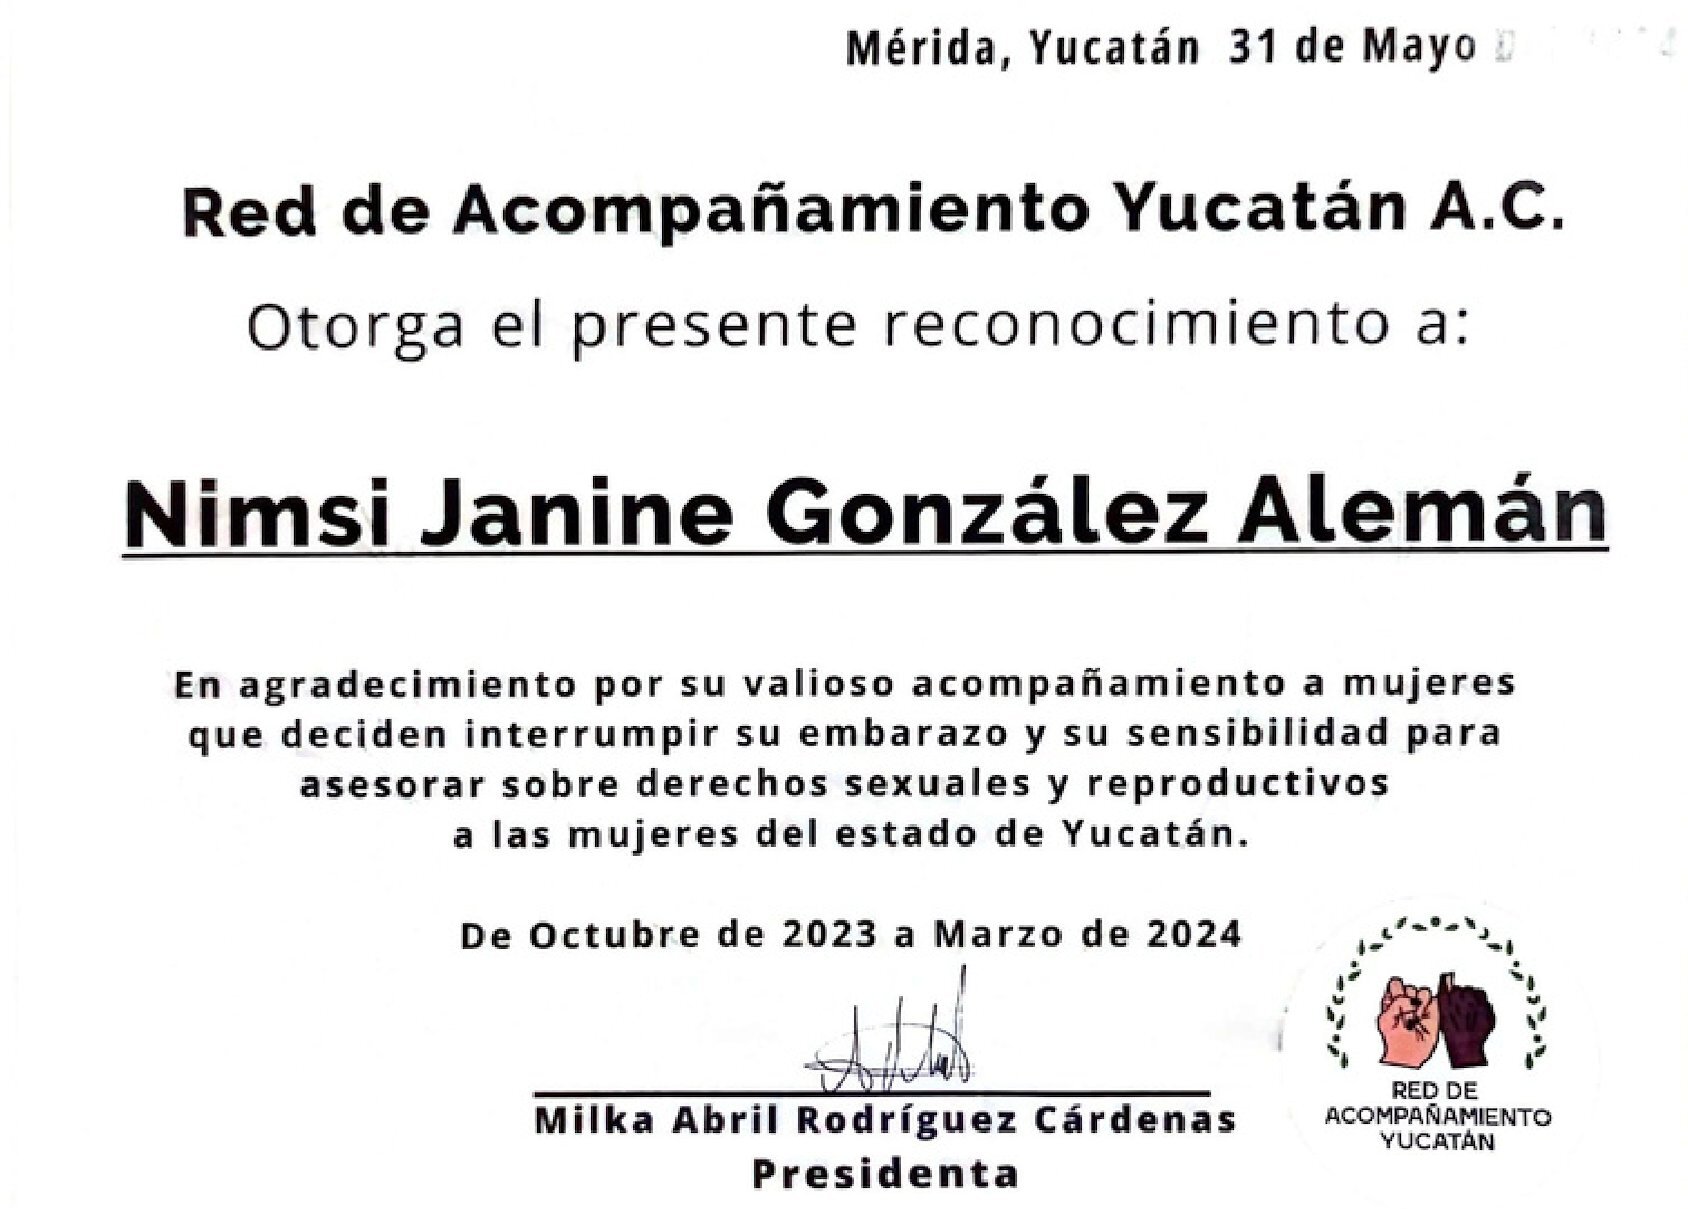 Mérida, Yucatán 31 de Mayo
Red de Acompañamiento Yucatán A.C.
Otorga el presente reconocimiento a:
Nimsi Janine González Alemán
En agradecimiento por su valioso acompañamiento a mujeres
que deciden interrumpir su embarazo y su sensibilidad para
asesorar sobre derechos sexuales y reproductivos
a las mujeres del estado de Yucatán.
De Octubre de 2023 a Marzo de 2024
Milka Abril Rodríguez Cárdenas
Presidenta
RED DE
ACOMPAÑAMIENTO
YUCATÁN